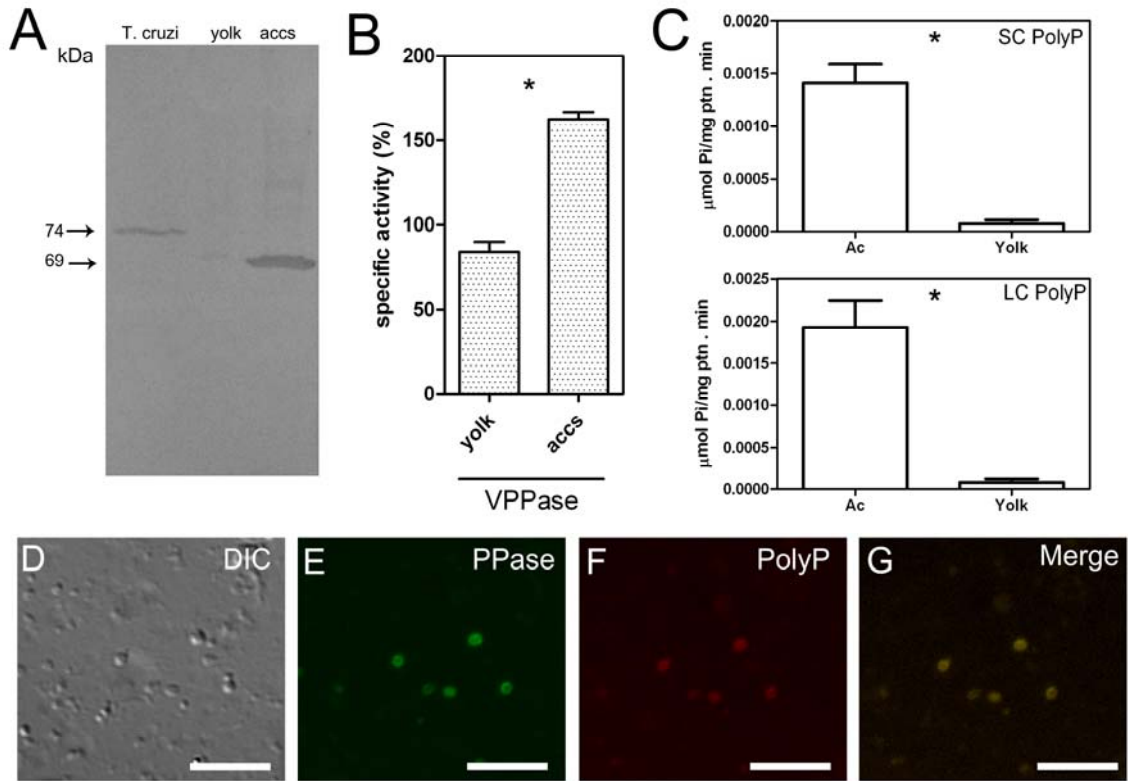 A
T. cruzi yolk accs
kDa
74
69
B
specific activity (%)
200
150
100
50
0
*
yolk
accs
VPPase
C
µmol Pi/mg ptn . min
0.0020
0.0015
0.0010
0.0005
0.0000
*
SC PolyP
Ac Yolk
µmol Pi/mg ptn . min
0.0025
0.0020
0.0015
0.0010
0.0005
0.0000
*
LC PolyP
Ac Yolk
D DIC
E PPase
F PolyP
G Merge